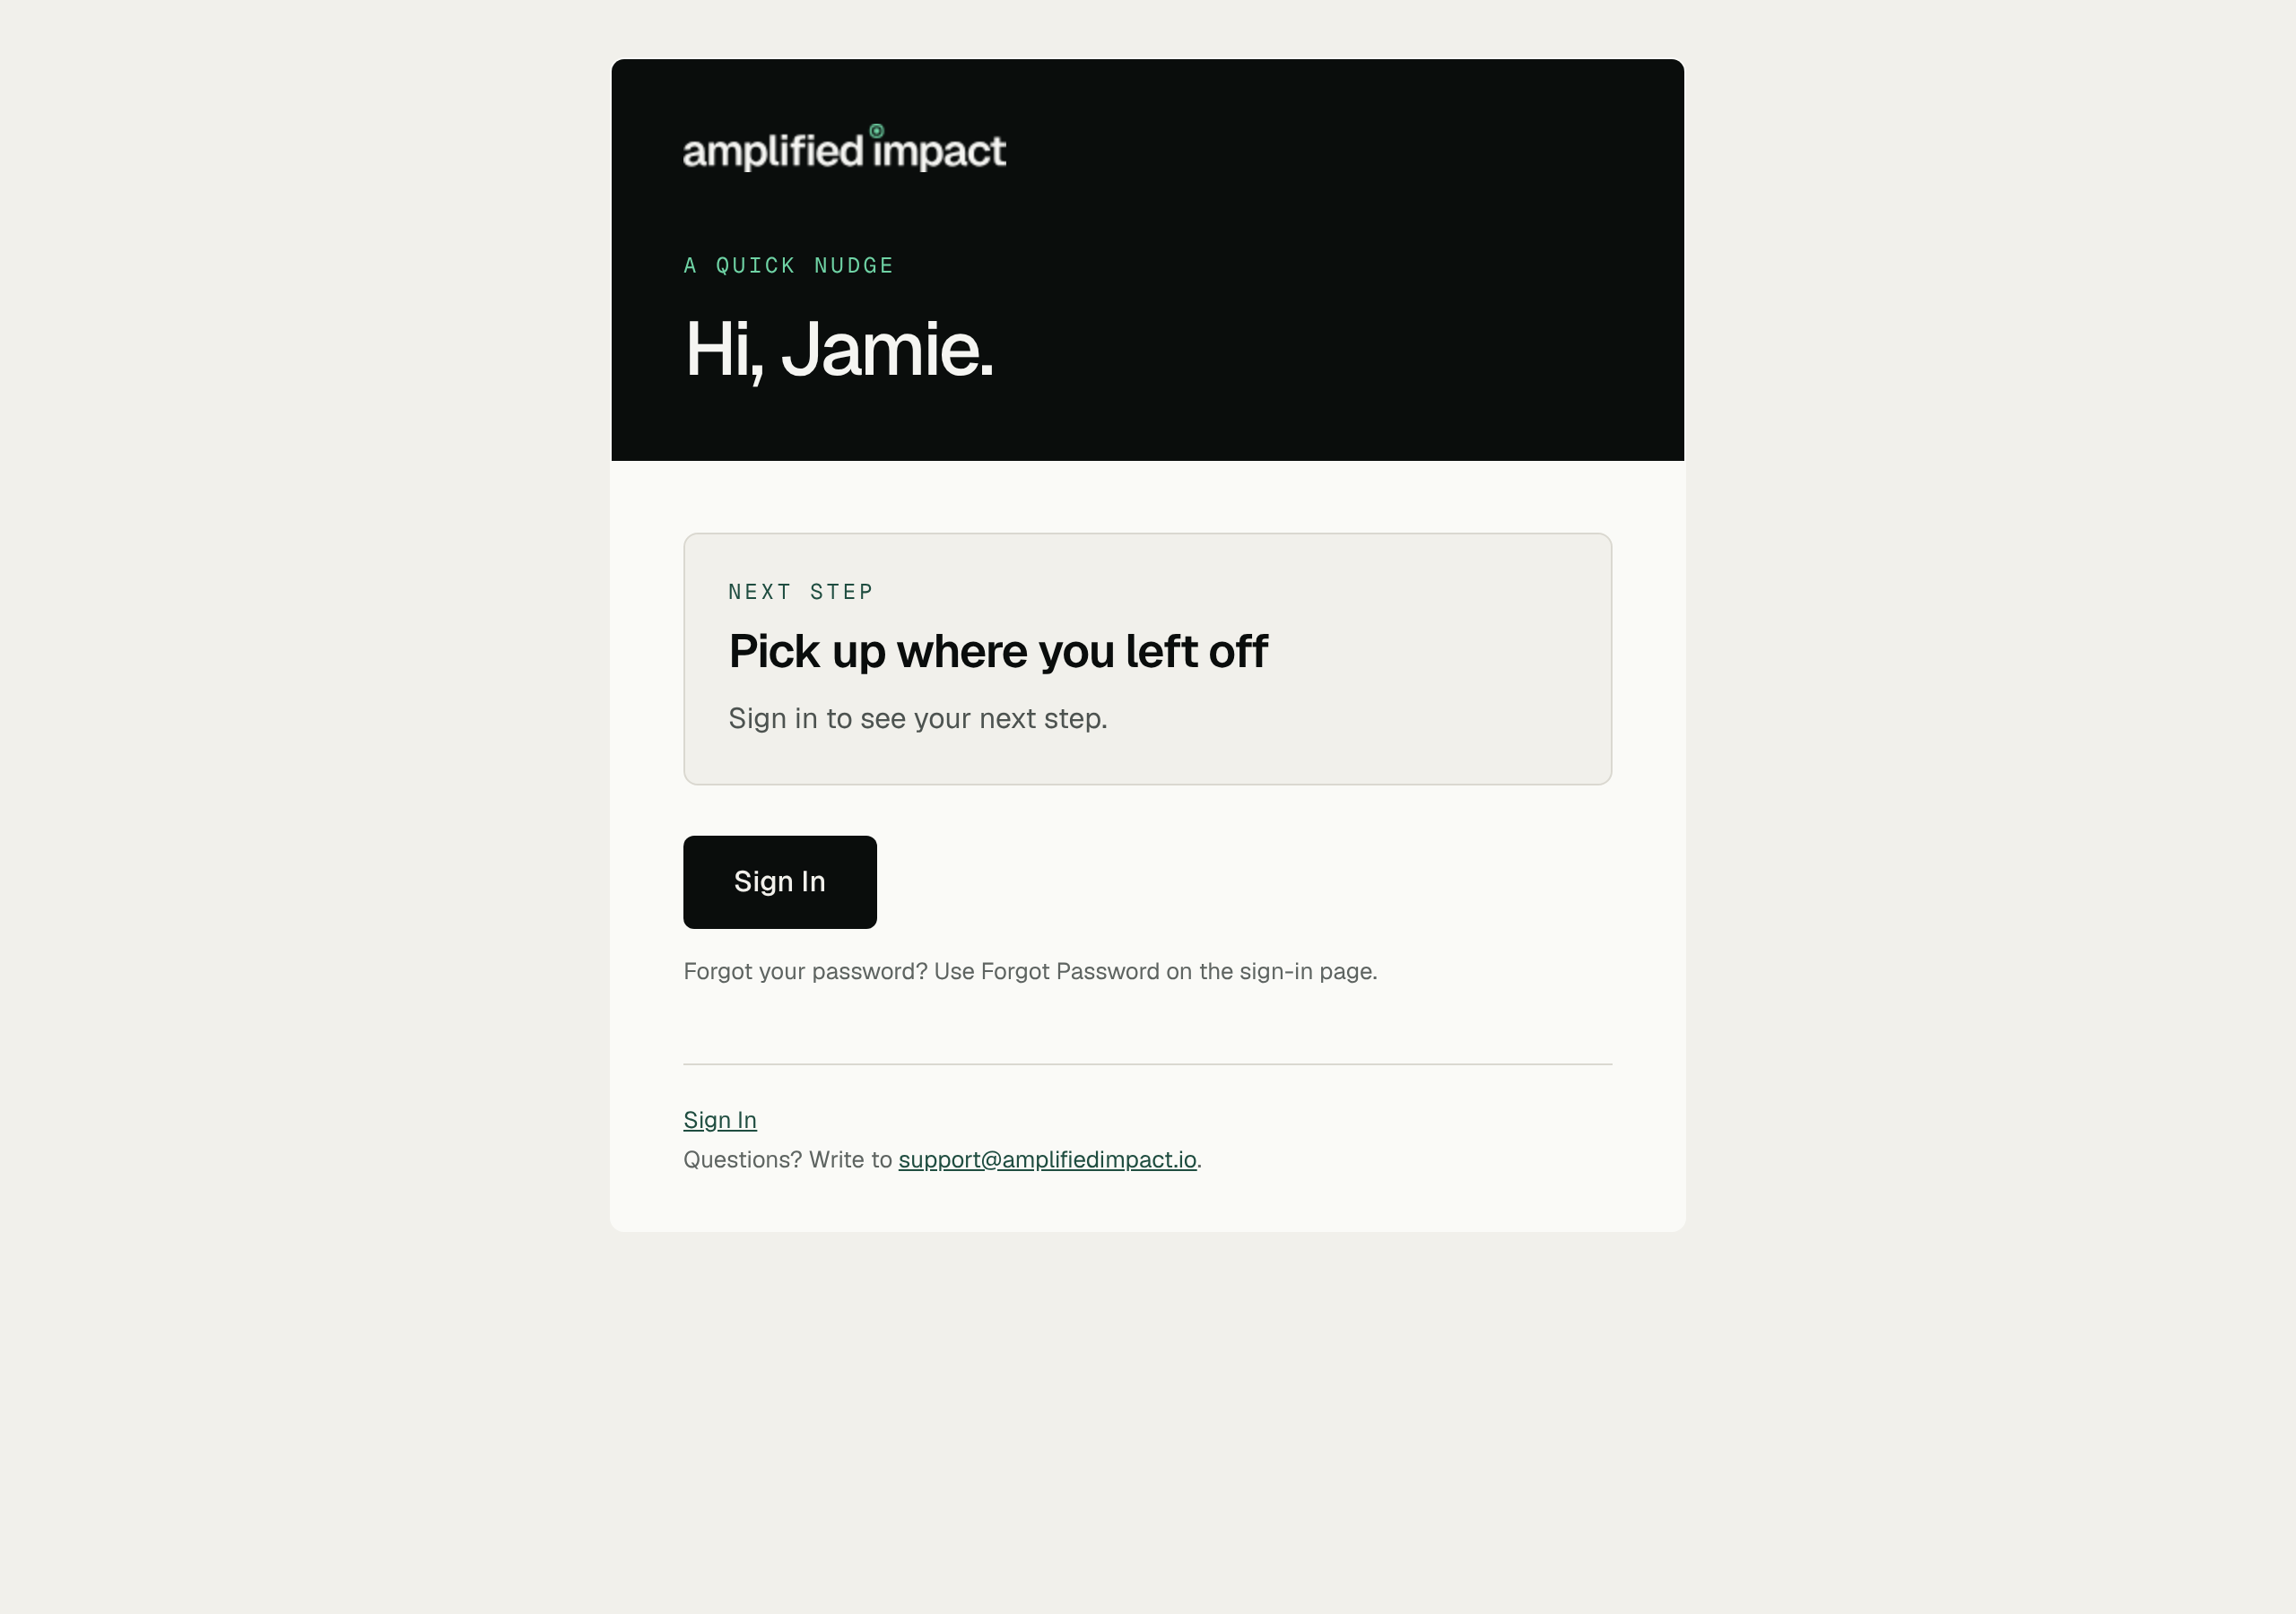 amplified impact
A QUICK NUDGE
Hi, Jamie.
NEXT STEP
Pick up where you left off
Sign in to see your next step.
Sign In
Forgot your password? Use Forgot Password on the sign-in page.
Sign In
Questions? Write to support@amplifiedimpact.io.